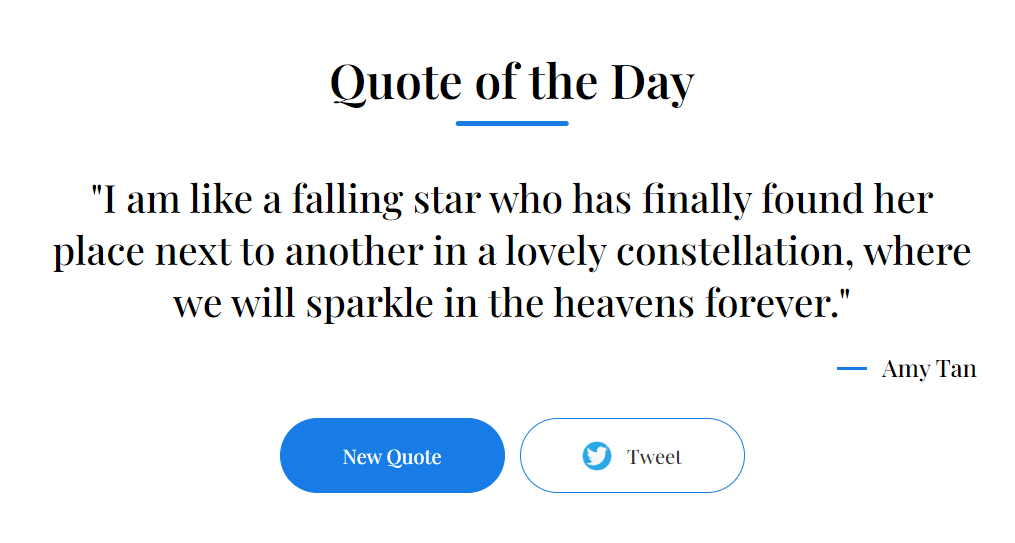 Quote of the Day
"I am like a falling star who has finally found her
place next to another in a lovely constellation, where
we will sparkle in the heavens forever."
Amy Tan
New Quote
Tweet